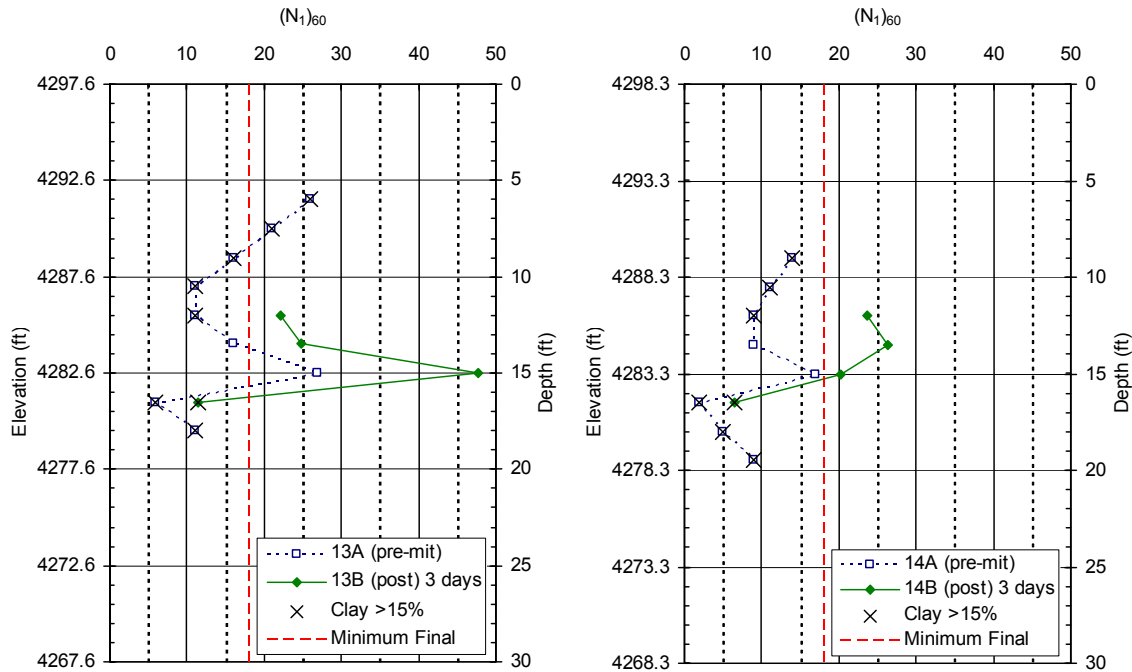 (N1)60
0 10 20 30 40 50
4297.6
4292.6
4287.6
4282.6
4277.6
4272.6
4267.6
Elevation (ft)
0
5
10
15
20
25
30
Depth (ft)
13A (pre-mit)
13B (post) 3 days
Clay >15%
Minimum Final
(N1)60
0 10 20 30 40 50
4298.3
4293.3
4288.3
4283.3
4278.3
4273.3
4268.3
Elevation (ft)
0
5
10
15
20
25
30
Depth (ft)
14A (pre-mit)
14B (post) 3 days
Clay >15%
Minimum Final